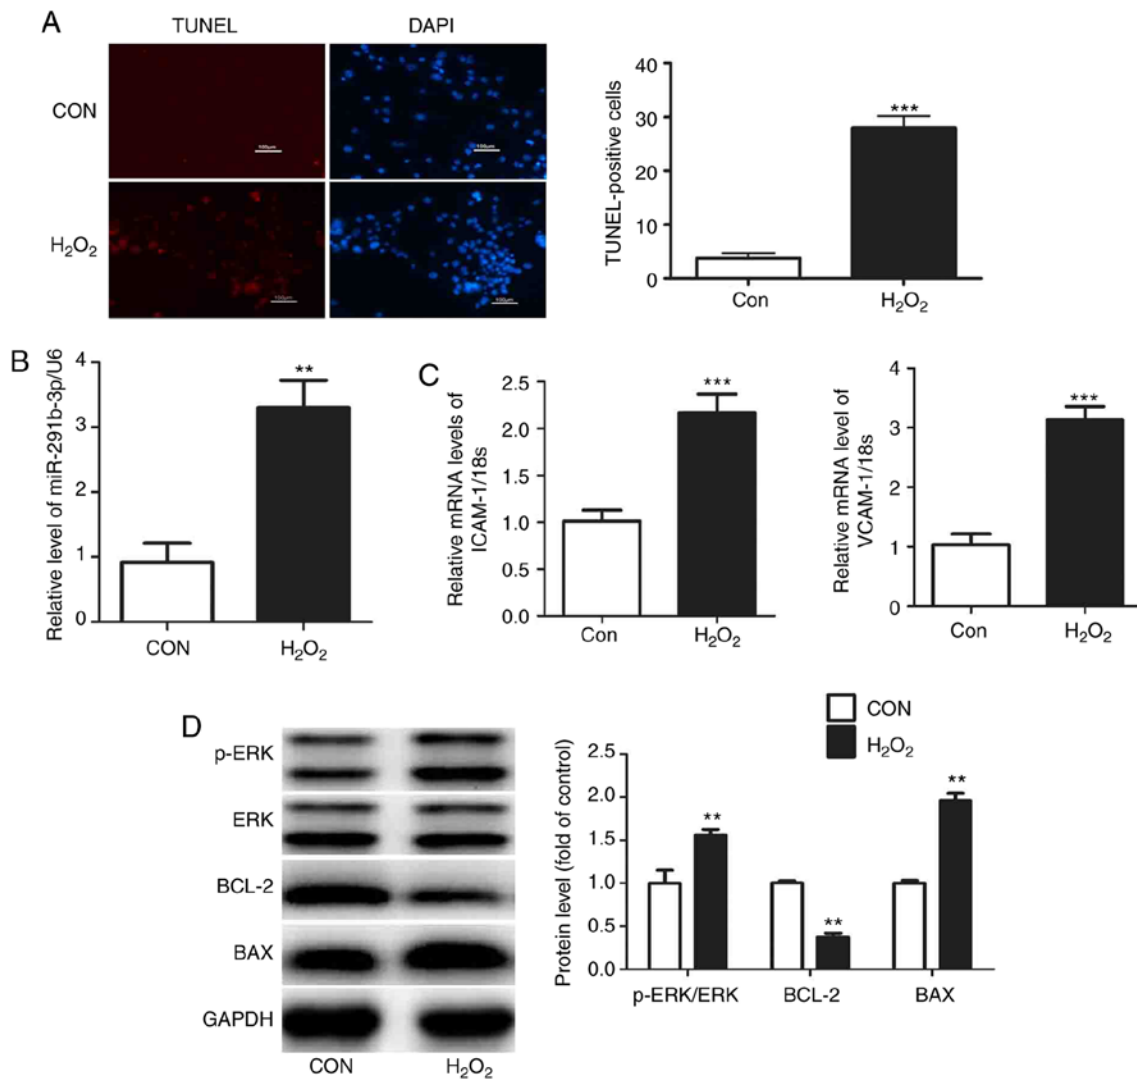 A
TUNEL
DAPI
CON
H₂O₂
100µm
100µm
100µm
100µm
TUNEL-positive cells
40
30
20
10
0
***
Con
H₂O₂
B
Relative level of miR-291b-3p/U6
4
3
2
1
0
**
CON
H₂O₂
C
Relative mRNA levels of
ICAM-1/18s
2.5
2.0
1.5
1.0
0.5
0.0
***
Con
H₂O₂
Relative mRNA level of
VCAM-1/18s
4
3
2
1
0
***
Con
H₂O₂
D
p-ERK
ERK
BCL-2
BAX
GAPDH
CON
H₂O₂
CON
H₂O₂
Protein level (fold of control)
2.5
2.0
1.5
1.0
0.5
0.0
**
**
**
p-ERK/ERK
BCL-2
BAX